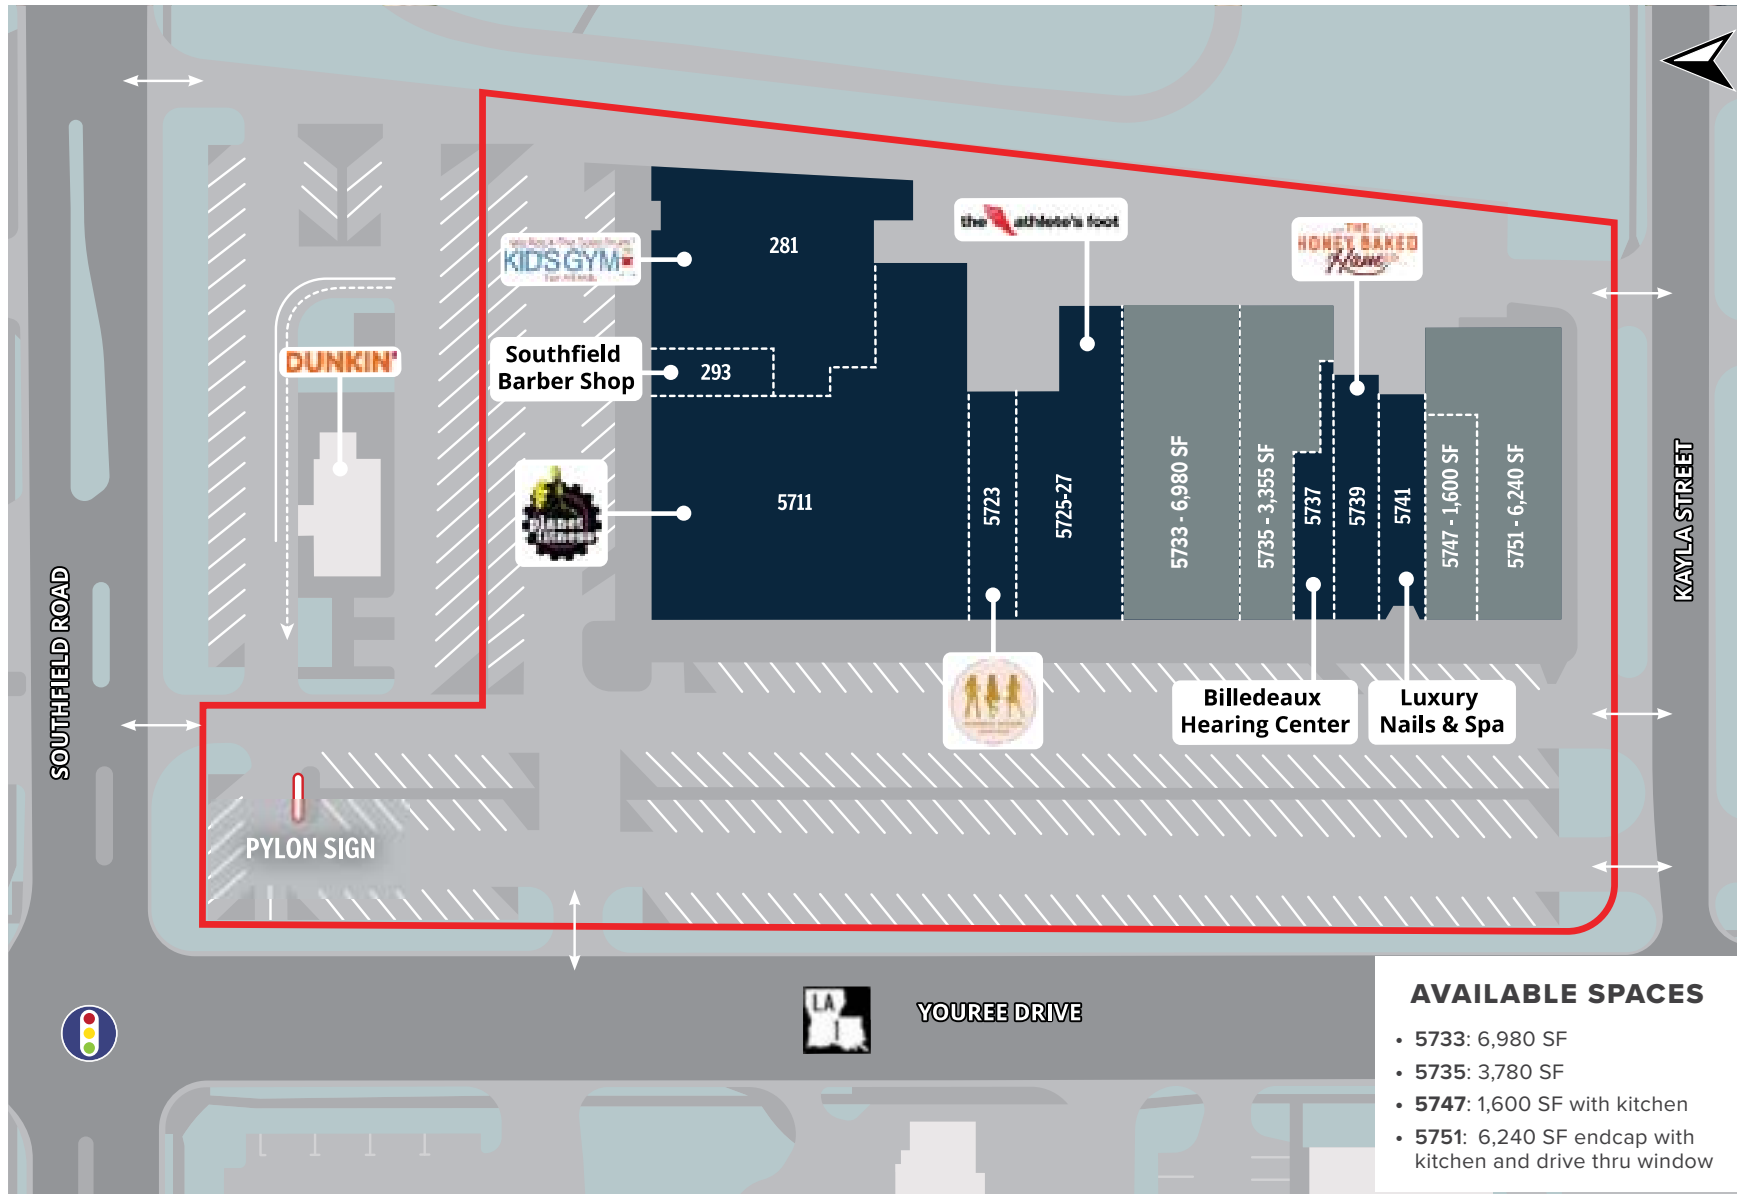 KID'S GYM
281
the athlete's foot
THE
HONEY BAKED
Ham
DUNKIN'
Southfield
Barber Shop
293
planet
fitness
5711
5723
5725-27
5733 - 6,980 SF
5735 - 3,355 SF
5737
5739
5741
5747 - 1,600 SF
5751 - 6,240 SF
Billedeaux
Hearing Center
Luxury
Nails & Spa
SOUTHFIELD ROAD
KAYLA STREET
PYLON SIGN
LA
1
YOUREE DRIVE
AVAILABLE SPACES
• 5733: 6,980 SF
• 5735: 3,780 SF
• 5747: 1,600 SF with kitchen
• 5751: 6,240 SF endcap with
kitchen and drive thru window